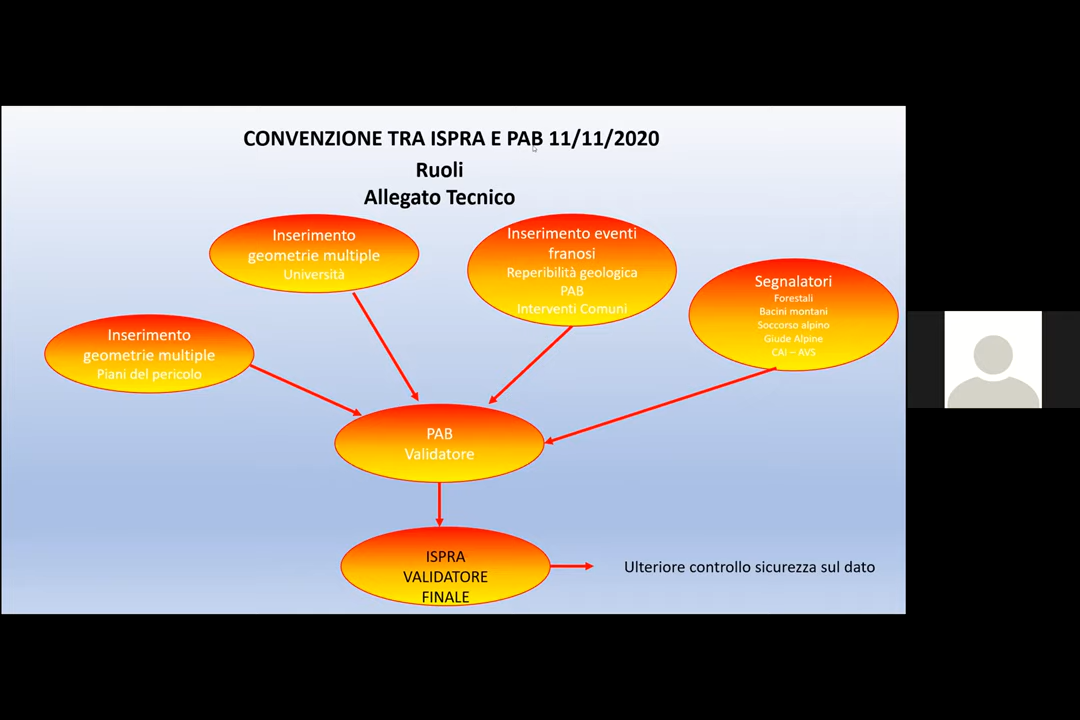 CONVENZIONE TRA ISPRA E PAB 11/11/2020
Ruoli
Allegato Tecnico
Inserimento
geometrie multiple
Università
Inserimento eventi
franosi
Reperibilità geologica
PAB
Interventi Comuni
Segnalatori
Forestali
Bacini montani
Soccorso alpino
Giude Alpine
CAI – AVS
Inserimento
geometrie multiple
Piani del pericolo
PAB
Validatore
ISPRA
VALIDATORE
FINALE
Ulteriore controllo sicurezza sul dato